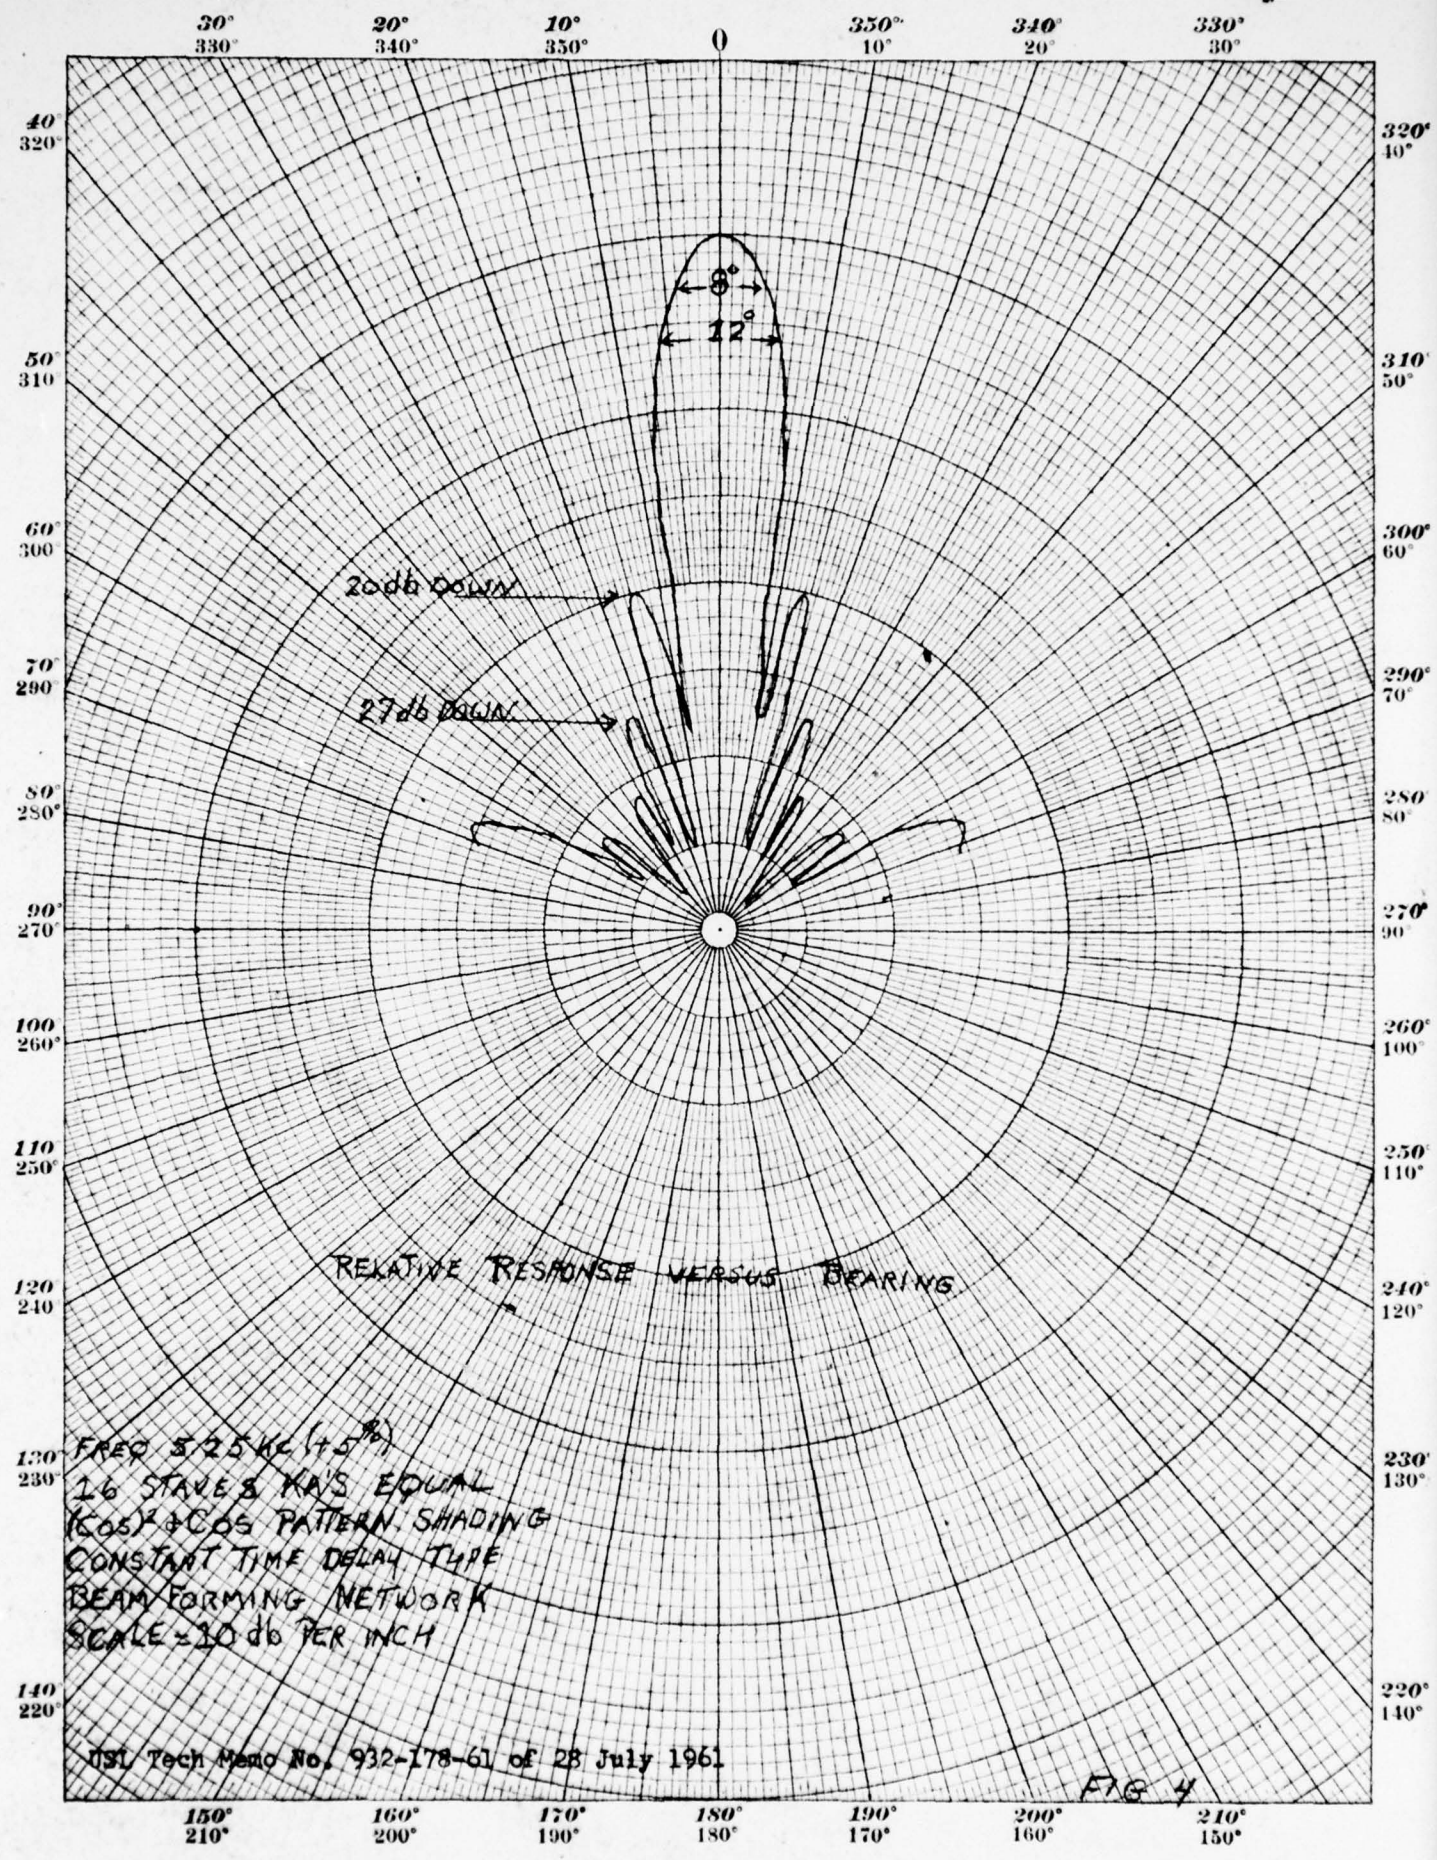 30° 20° 10° 0 350° 340° 330°
330° 340° 350° 10° 20° 30°
40° 320°
320° 40°
50° 310°
310° 50°
60° 300°
300° 60°
70° 290°
290° 70°
80° 280°
280° 80°
90° 270°
270° 90°
100° 260°
260° 100°
110° 250°
250° 110°
120 240°
240° 120°
130° 230°
230° 130°
140° 220°
220° 140°
8°
12°
20db DOWN
27db DOWN
RELATIVE RESPONSE VERSUS BEARING
FREQ 5.25 KC (+5%)
16 STAVES KA'S EQUAL
(COS)² + COS PATTERN SHADING
CONSTANT TIME DELAY TYPE
BEAM FORMING NETWORK
SCALE = 10 db PER INCH
USL Tech Memo No. 932-178-61 of 28 July 1961
FIG 4
150° 160° 170° 180° 190° 200° 210°
210° 200° 190° 180° 170° 160° 150°